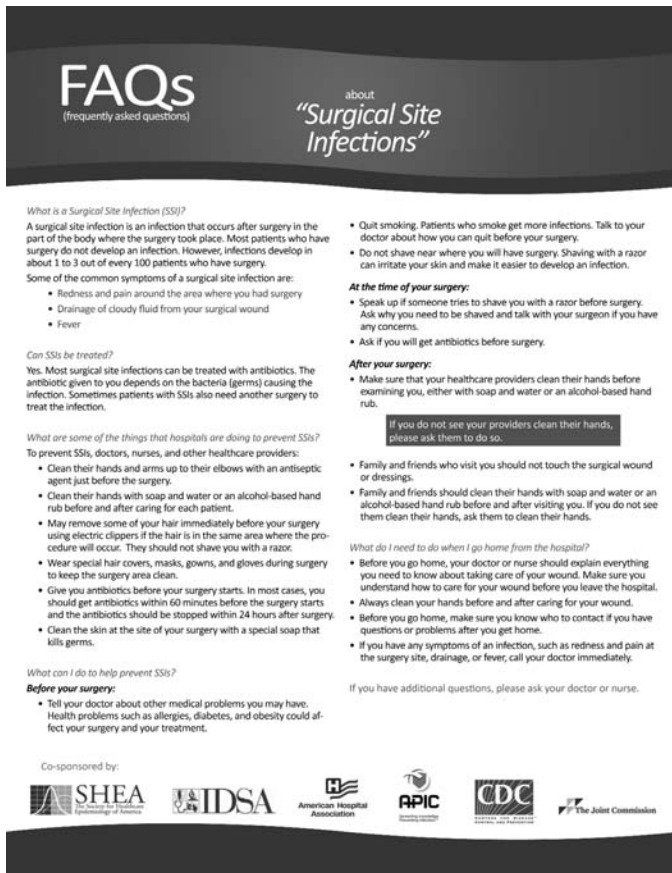 FAQs
(frequently asked questions)
about
“Surgical Site
Infections”
What is a Surgical Site Infection (SSI)?
A surgical site infection is an infection that occurs after surgery in the
part of the body where the surgery took place. Most patients who have
surgery do not develop an infection. However, infections develop in
about 1 to 3 out of every 100 patients who have surgery.
Some of the common symptoms of a surgical site infection are:
• Redness and pain around the area where you had surgery
• Drainage of cloudy fluid from your surgical wound
• Fever
Can SSIs be treated?
Yes. Most surgical site infections can be treated with antibiotics. The
antibiotic given to you depends on the bacteria (germs) causing the
infection. Sometimes patients with SSIs also need another surgery to
treat the infection.
What are some of the things that hospitals are doing to prevent SSIs?
To prevent SSIs, doctors, nurses, and other healthcare providers:
• Clean their hands and arms up to their elbows with an antiseptic
agent just before the surgery.
• Clean their hands with soap and water or an alcohol-based hand
rub before and after caring for each patient.
• May remove some of your hair immediately before your surgery
using electric clippers if the hair is in the same area where the pro-
cedure will occur. They should not shave you with a razor.
• Wear special hair covers, masks, gowns, and gloves during surgery
to keep the surgery area clean.
• Give you antibiotics before your surgery starts. In most cases, you
should get antibiotics within 60 minutes before the surgery starts
and the antibiotics should be stopped within 24 hours after surgery.
• Clean the skin at the site of your surgery with a special soap that
kills germs.
What can I do to help prevent SSIs?
Before your surgery:
• Tell your doctor about other medical problems you may have.
Health problems such as allergies, diabetes, and obesity could af-
fect your surgery and your treatment.
• Quit smoking. Patients who smoke get more infections. Talk to your
doctor about how you can quit before your surgery.
• Do not shave near where you will have surgery. Shaving with a razor
can irritate your skin and make it easier to develop an infection.
At the time of your surgery:
• Speak up if someone tries to shave you with a razor before surgery.
Ask why you need to be shaved and talk with your surgeon if you have
any concerns.
• Ask if you will get antibiotics before surgery.
After your surgery:
• Make sure that your healthcare providers clean their hands before
examining you, either with soap and water or an alcohol-based hand
rub.
If you do not see your providers clean their hands,
please ask them to do so.
• Family and friends who visit you should not touch the surgical wound
or dressings.
• Family and friends should clean their hands with soap and water or an
alcohol-based hand rub before and after visiting you. If you do not see
them clean their hands, ask them to clean their hands.
What do I need to do when I go home from the hospital?
• Before you go home, your doctor or nurse should explain everything
you need to know about taking care of your wound. Make sure you
understand how to care for your wound before you leave the hospital.
• Always clean your hands before and after caring for your wound.
• Before you go home, make sure you know who to contact if you have
questions or problems after you get home.
• If you have any symptoms of an infection, such as redness and pain at
the surgery site, drainage, or fever, call your doctor immediately.
If you have additional questions, please ask your doctor or nurse.
Co-sponsored by:
SHEA
The Society for Healthcare
Epidemiology of America
IDSA
American Hospital
Association
APIC
CDC
The Joint Commission